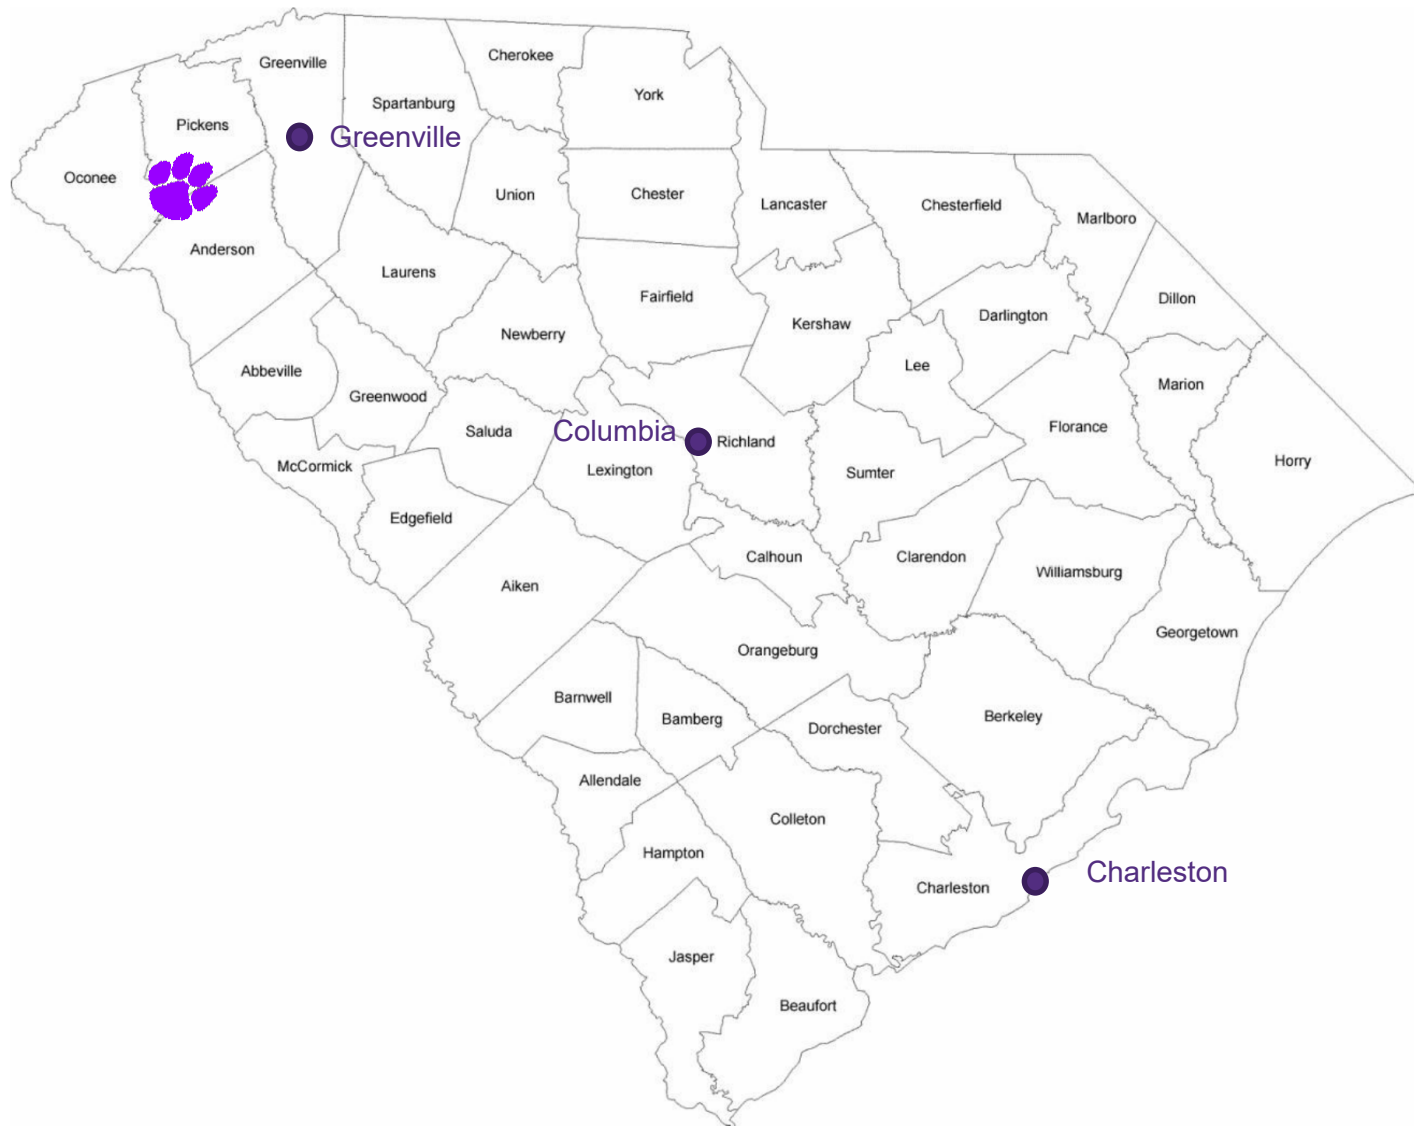 Cherokee
Greenville
York
Spartanburg
Pickens
Greenville
Oconee
Union
Chester
Lancaster
Chesterfield
Marlboro
Anderson
Laurens
Fairfield
Dillon
Darlington
Kershaw
Newberry
Lee
Abbeville
Marion
Greenwood
Florance
Saluda
Columbia
Richland
Horry
McCormick
Lexington
Sumter
Edgefield
Calhoun
Clarendon
Williamsburg
Aiken
Georgetown
Orangeburg
Barnwell
Bamberg
Berkeley
Dorchester
Allendale
Colleton
Hampton
Charleston
Charleston
Jasper
Beaufort